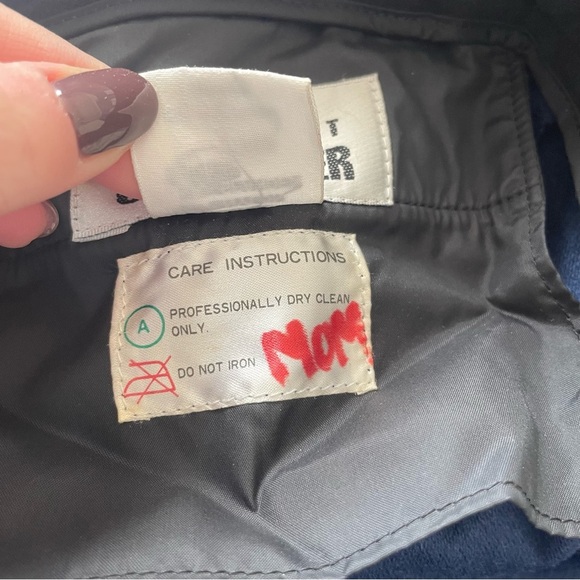 CARE INSTRUCTIONS
A PROFESSIONALLY DRY CLEAN
ONLY.
DO NOT IRON MOM